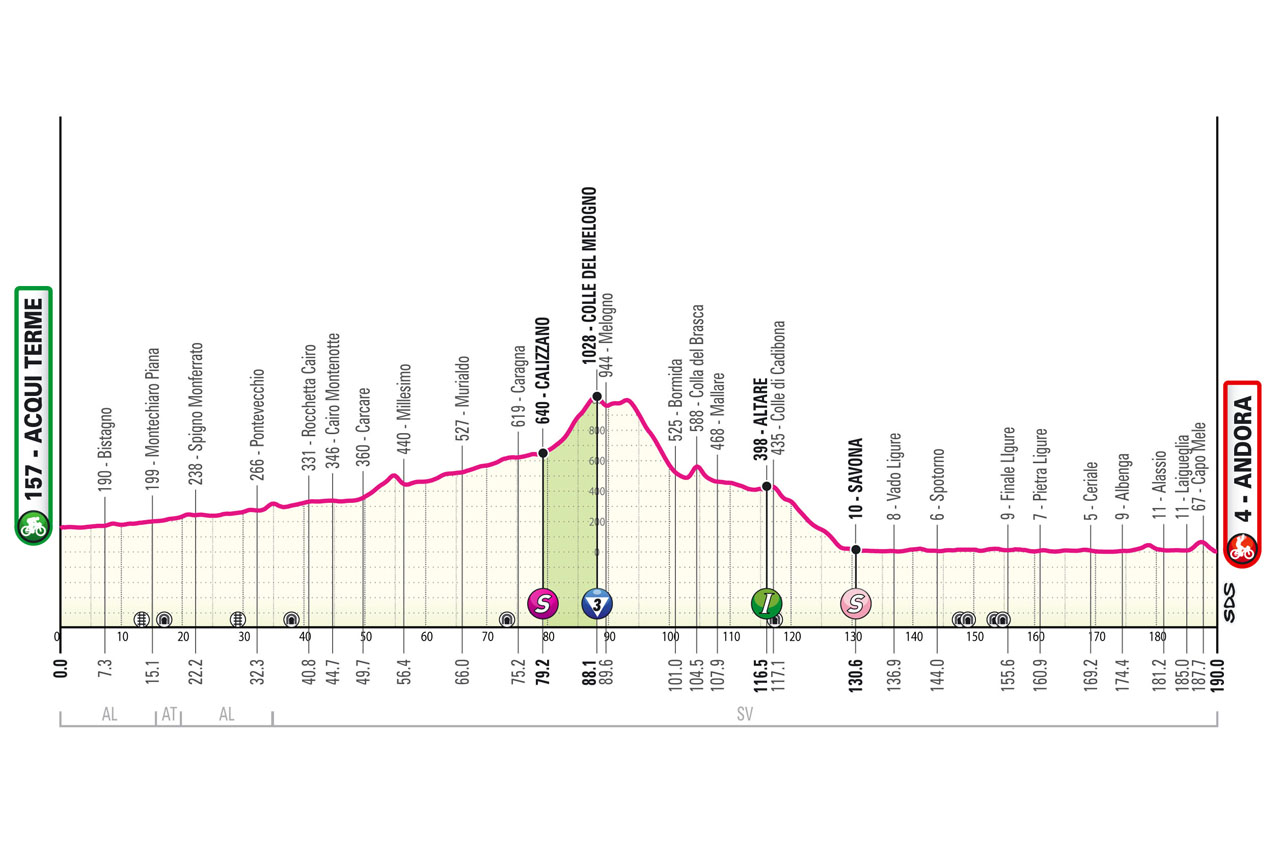 157 - ACQUI TERME
190 - Bistagno
199 - Montechiaro Piana
238 - Spigno Monferrato
266 - Pontevecchio
331 - Rocchetta Cairo
346 - Cairo Montenotte
360 - Carcare
440 - Millesimo
527 - Murialdo
619 - Caragna
640 - CALIZZANO
1028 - COLLE DEL MELOGNO
944 - Melogno
525 - Bormida
588 - Colla del Brasca
468 - Mallare
398 - ALTARE
435 - Colle di Cadibona
10 - SAVONA
8 - Vado Ligure
6 - Spotorno
9 - Finale Ligure
7 - Pietra Ligure
5 - Ceriale
9 - Albenga
11 - Alassio
11 - Laigueglia
67 - Capo Mele
4 - ANDORA
800
600
400
200
0
S
3
I
S
SDS
0 10 20 30 40 50 60 70 80 90 100 110 120 130 140 150 160 170 180
0.0 7.3 15.1 22.2 32.3 40.8 44.7 49.7 56.4 66.0 75.2 79.2 88.1 89.6 101.0 104.5 107.9 116.5 117.1 130.6 136.9 144.0 155.6 160.9 169.2 174.4 181.2 185.0 187.7 190.0
AL AT AL SV